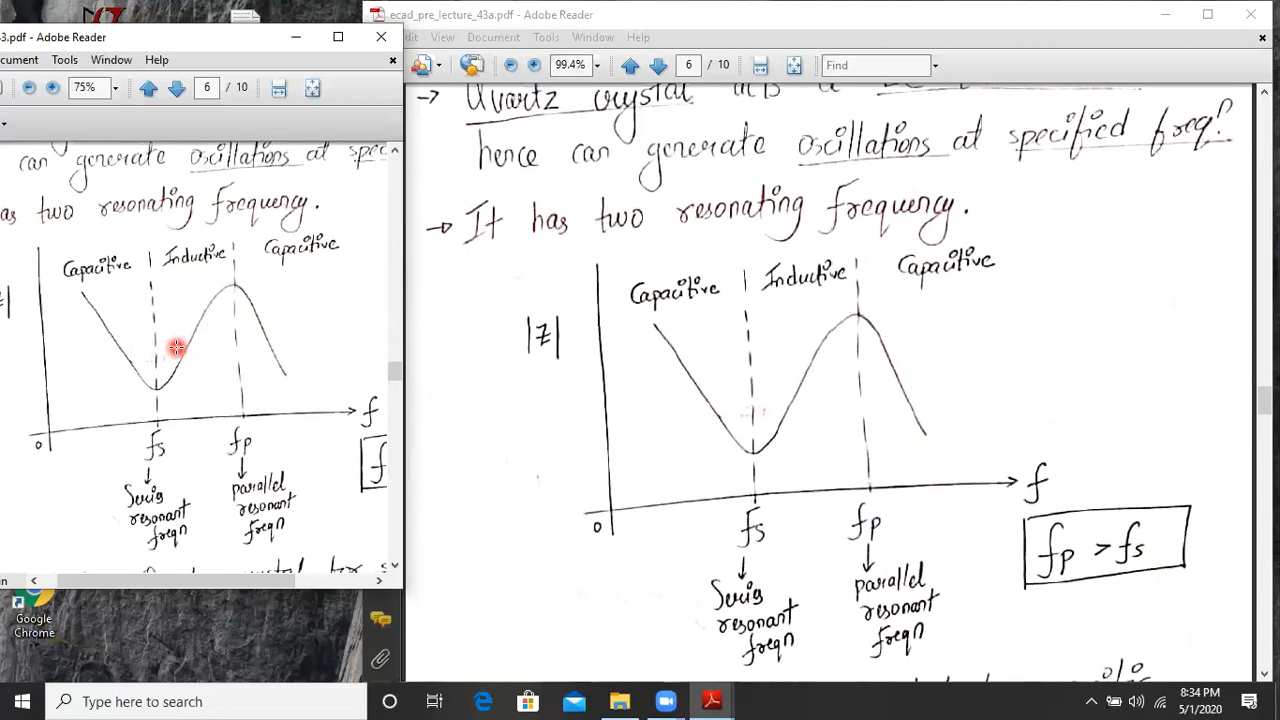 3.pdf - Adobe Reader
cument Tools Window Help
75% 6 / 10
can generate oscillations at spec
as two resonating frequency.
Capacitive Inductive Capacitive
0 fs fp f
Series resonant freqn
parallel resonant freqn
Google Chrome
ecad_pre_lecture_43a.pdf - Adobe Reader
Edit View Document Tools Window Help
99.4% 6 / 10 Find
→ Quartz crystal
hence can generate oscillations at specified freqn
→ It has two resonating frequency.
Capacitive Inductive Capacitive
|Z|
f
0 fs fp
fp > fs
Series resonant freqn
parallel resonant freqn
Type here to search
8:34 PM
5/1/2020